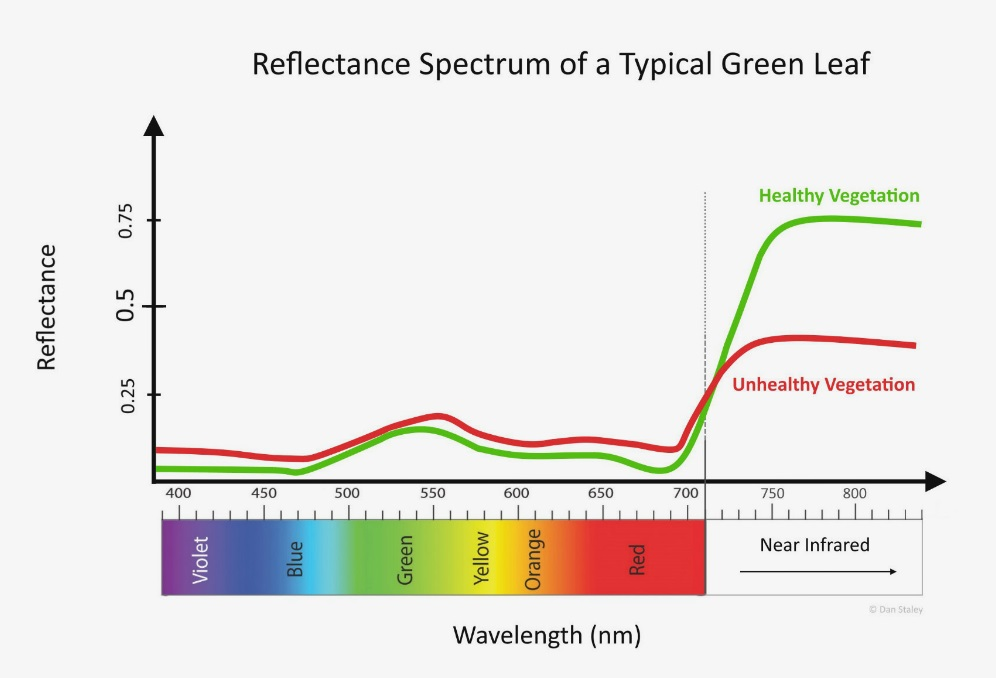 Reflectance Spectrum of a Typical Green Leaf
Reflectance
0.75
0.5
0.25
Healthy Vegetation
Unhealthy Vegetation
400 450 500 550 600 650 700 750 800
Violet
Blue
Green
Yellow
Orange
Red
Near Infrared
© Dan Staley
Wavelength (nm)